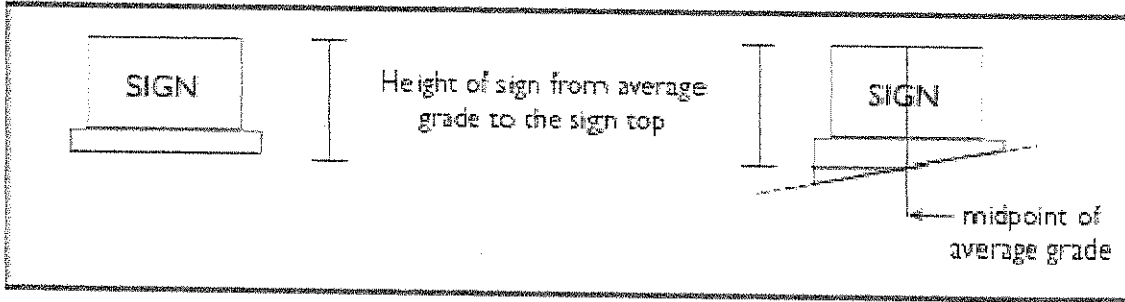 SIGN
Height of sign from average
grade to the sign top
SIGN
midpoint of
average grade